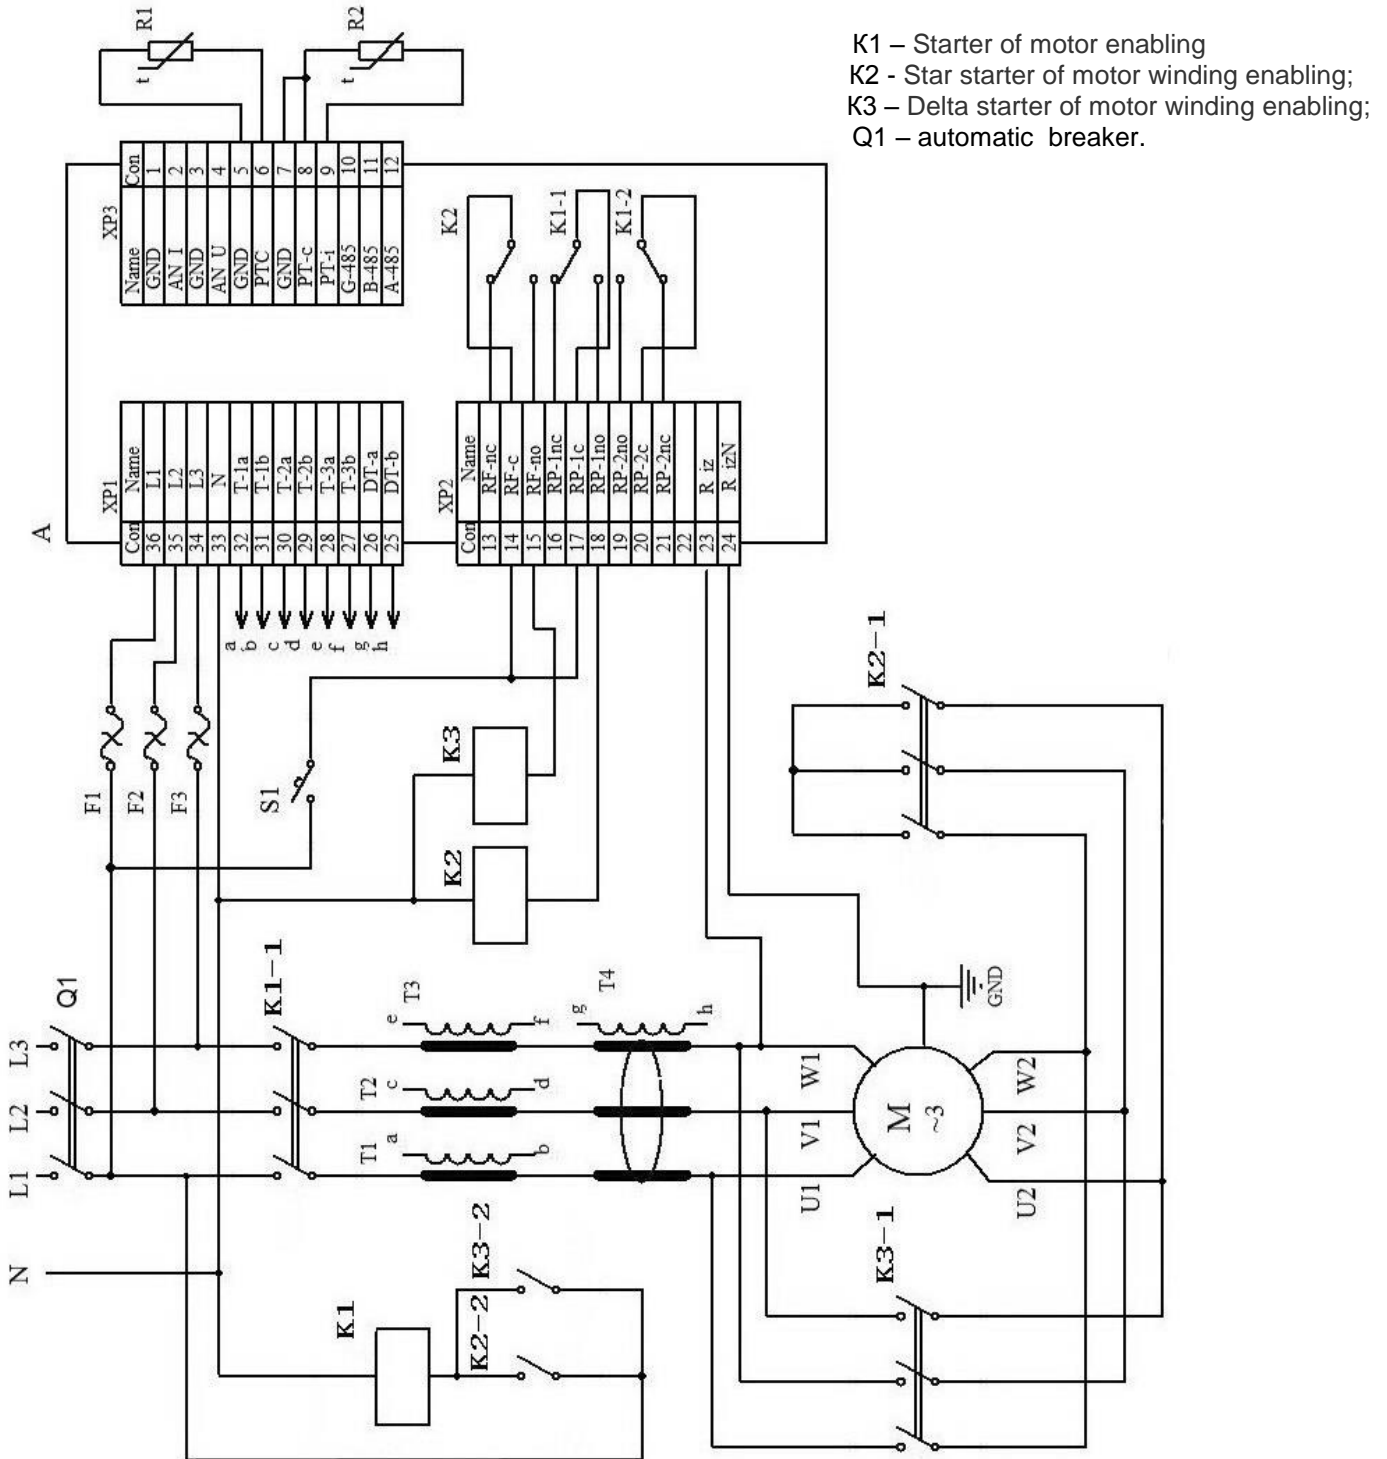 K1 – Starter of motor enabling
K2 - Star starter of motor winding enabling;
K3 – Delta starter of motor winding enabling;
Q1 – automatic breaker.
R1
R2
t
t
XP3
Name Con
GND 1
AN I 2
GND 3
AN U 4
GND 5
PTC 6
GND 7
PT-c 8
PT-i 9
G-485 10
B-485 11
A-485 12
K2
K1-1
K1-2
A
XP1
Con Name
36 L1
35 L2
34 L3
33 N
32 T-1a
31 T-1b
30 T-2a
29 T-2b
28 T-3a
27 T-3b
26 DT-a
25 DT-b
XP2
Con Name
13 RF-nc
14 RF-c
15 RF-no
16 RP-1nc
17 RP-1c
18 RP-1no
19 RP-2no
20 RP-2c
21 RP-2nc
22
23 R iz
24 R izN
a
b
c
d
e
f
g
h
F1
F2
F3
S1
K3
K2
K2-1
Q1
L3
L2
L1
N
K1-1
T3
e
f
T2
c
d
T1
a
b
T4
g
h
GND
W1
V1
U1
M
~3
W2
V2
U2
K1
K3-2
K2-2
K3-1